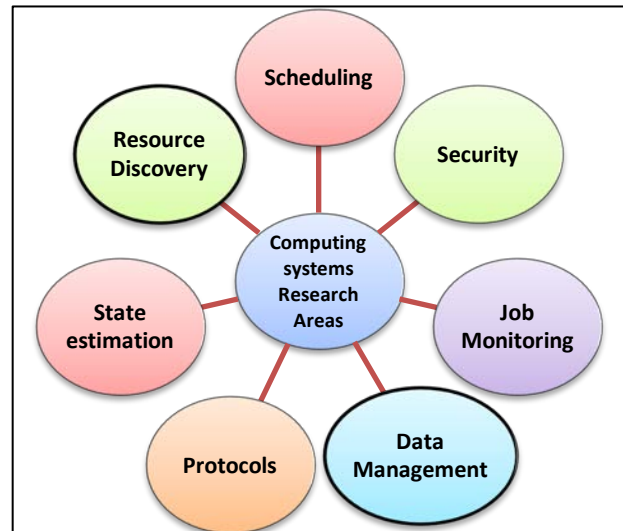 Scheduling
Resource
Discovery
Security
Computing
systems
Research
Areas
State
estimation
Job
Monitoring
Protocols
Data
Management